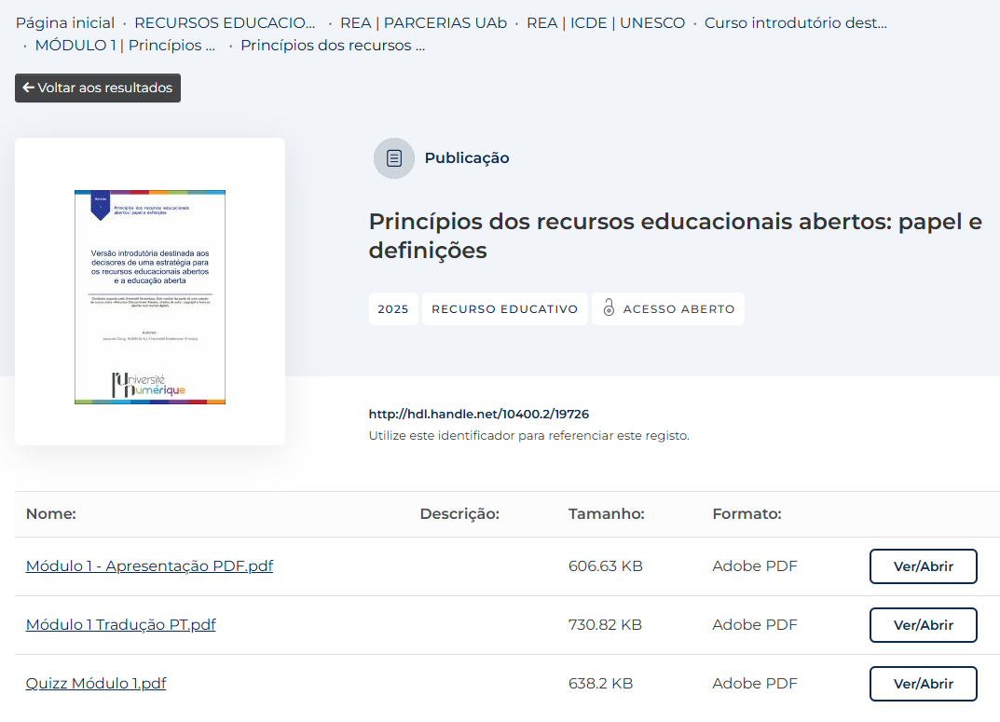 Página inicial • RECURSOS EDUCACIO... • REA | PARCERIAS UAb • REA | ICDE | UNESCO • Curso introdutório dest...
• MÓDULO 1 | Princípios ... • Princípios dos recursos ...
← Voltar aos resultados
Publicação
Princípios dos recursos educacionais abertos: papel e
definições
2025 RECURSO EDUCATIVO ACESSO ABERTO
Princípios dos recursos educacionais
abertos: papel e definições
Versão introdutória destinada aos
decisores de uma estratégia para
os recursos educacionais abertos
e a educação aberta
Autores :
l'Université
Numérique
http://hdl.handle.net/10400.2/19726
Utilize este identificador para referenciar este registo.
Nome: Descrição: Tamanho: Formato:
Módulo 1 - Apresentação PDF.pdf 606.63 KB Adobe PDF Ver/Abrir
Módulo 1 Tradução PT.pdf 730.82 KB Adobe PDF Ver/Abrir
Quizz Módulo 1.pdf 638.2 KB Adobe PDF Ver/Abrir